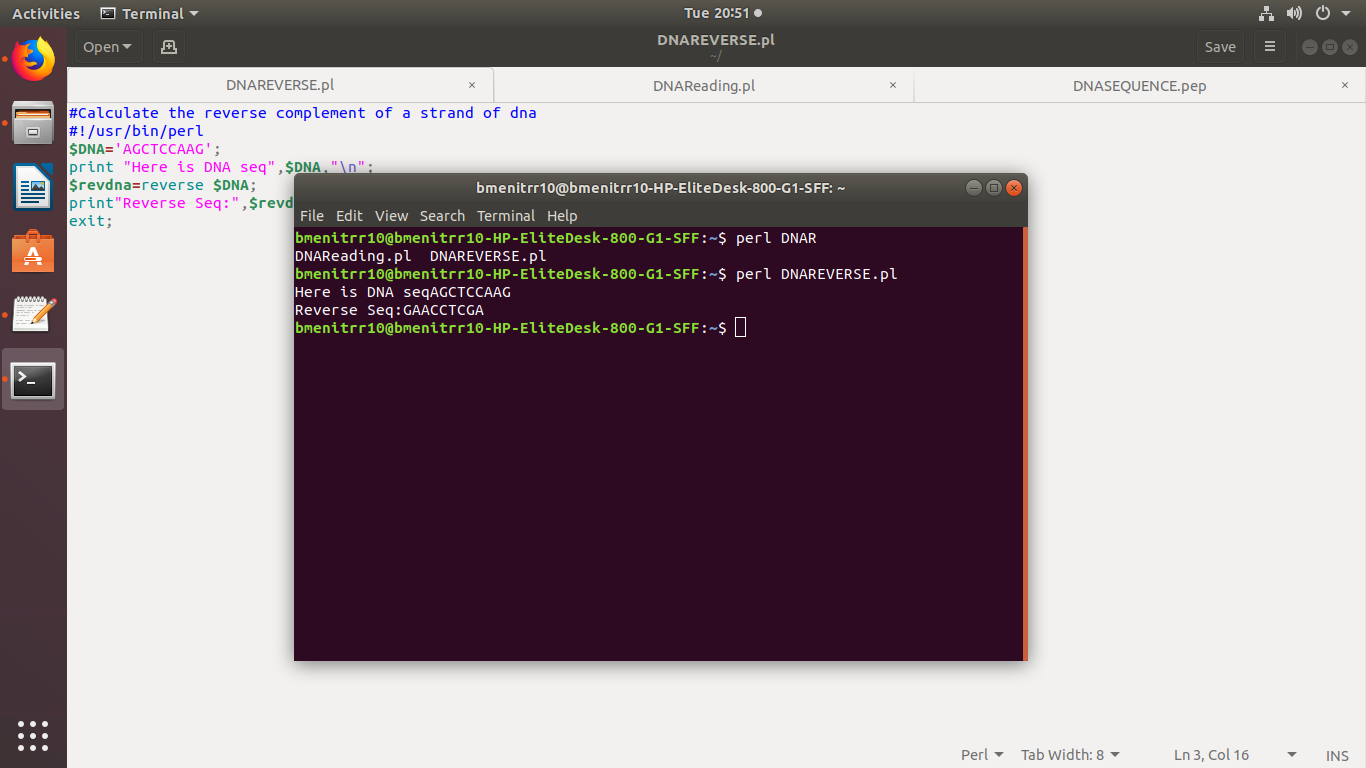 Activities
Terminal
Tue 20:51
Open
DNAREVERSE.pl
~/
Save
DNAREVERSE.pl
DNAReading.pl
DNASEQUENCE.pep
#Calculate the reverse complement of a strand of dna
#!/usr/bin/perl
$DNA='AGCTCCAAG';
print "Here is DNA seq",$DNA,"\n";
$revdna=reverse $DNA;
print"Reverse Seq:",$revd
exit;
bmenitrr10@bmenitrr10-HP-EliteDesk-800-G1-SFF: ~
File Edit View Search Terminal Help
bmenitrr10@bmenitrr10-HP-EliteDesk-800-G1-SFF:~$ perl DNAR
DNAReading.pl  DNAREVERSE.pl
bmenitrr10@bmenitrr10-HP-EliteDesk-800-G1-SFF:~$ perl DNAREVERSE.pl
Here is DNA seqAGCTCCAAG
Reverse Seq:GAACCTCGA
bmenitrr10@bmenitrr10-HP-EliteDesk-800-G1-SFF:~$
Perl
Tab Width: 8
Ln 3, Col 16
INS